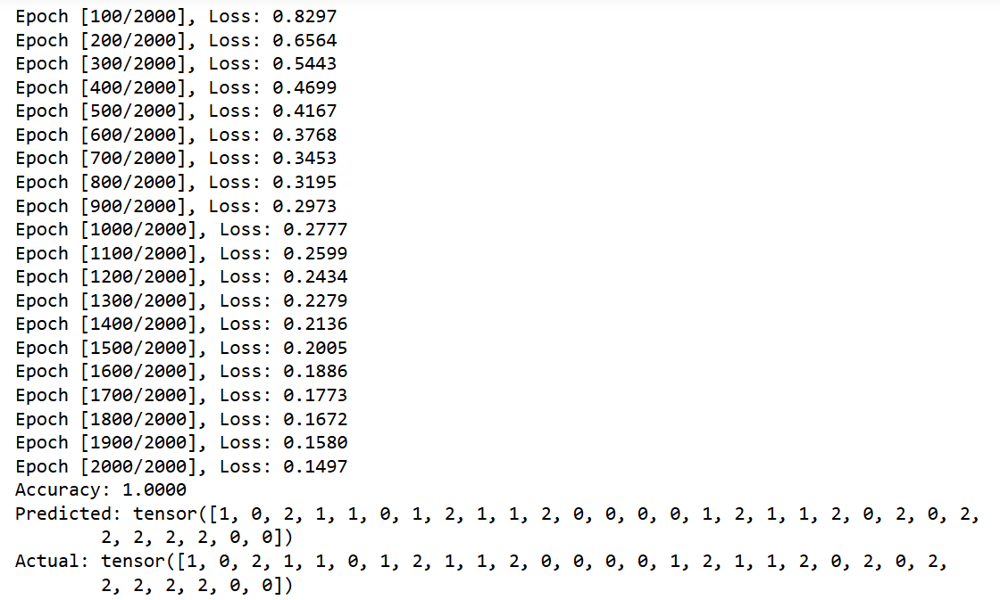 Epoch [100/2000], Loss: 0.8297
Epoch [200/2000], Loss: 0.6564
Epoch [300/2000], Loss: 0.5443
Epoch [400/2000], Loss: 0.4699
Epoch [500/2000], Loss: 0.4167
Epoch [600/2000], Loss: 0.3768
Epoch [700/2000], Loss: 0.3453
Epoch [800/2000], Loss: 0.3195
Epoch [900/2000], Loss: 0.2973
Epoch [1000/2000], Loss: 0.2777
Epoch [1100/2000], Loss: 0.2599
Epoch [1200/2000], Loss: 0.2434
Epoch [1300/2000], Loss: 0.2279
Epoch [1400/2000], Loss: 0.2136
Epoch [1500/2000], Loss: 0.2005
Epoch [1600/2000], Loss: 0.1886
Epoch [1700/2000], Loss: 0.1773
Epoch [1800/2000], Loss: 0.1672
Epoch [1900/2000], Loss: 0.1580
Epoch [2000/2000], Loss: 0.1497
Accuracy: 1.0000
Predicted: tensor([1, 0, 2, 1, 1, 0, 1, 2, 1, 1, 2, 0, 0, 0, 0, 1, 2, 1, 1, 2, 0, 2, 0, 2,
        2, 2, 2, 2, 0, 0])
Actual: tensor([1, 0, 2, 1, 1, 0, 1, 2, 1, 1, 2, 0, 0, 0, 0, 1, 2, 1, 1, 2, 0, 2, 0, 2,
        2, 2, 2, 2, 0, 0])